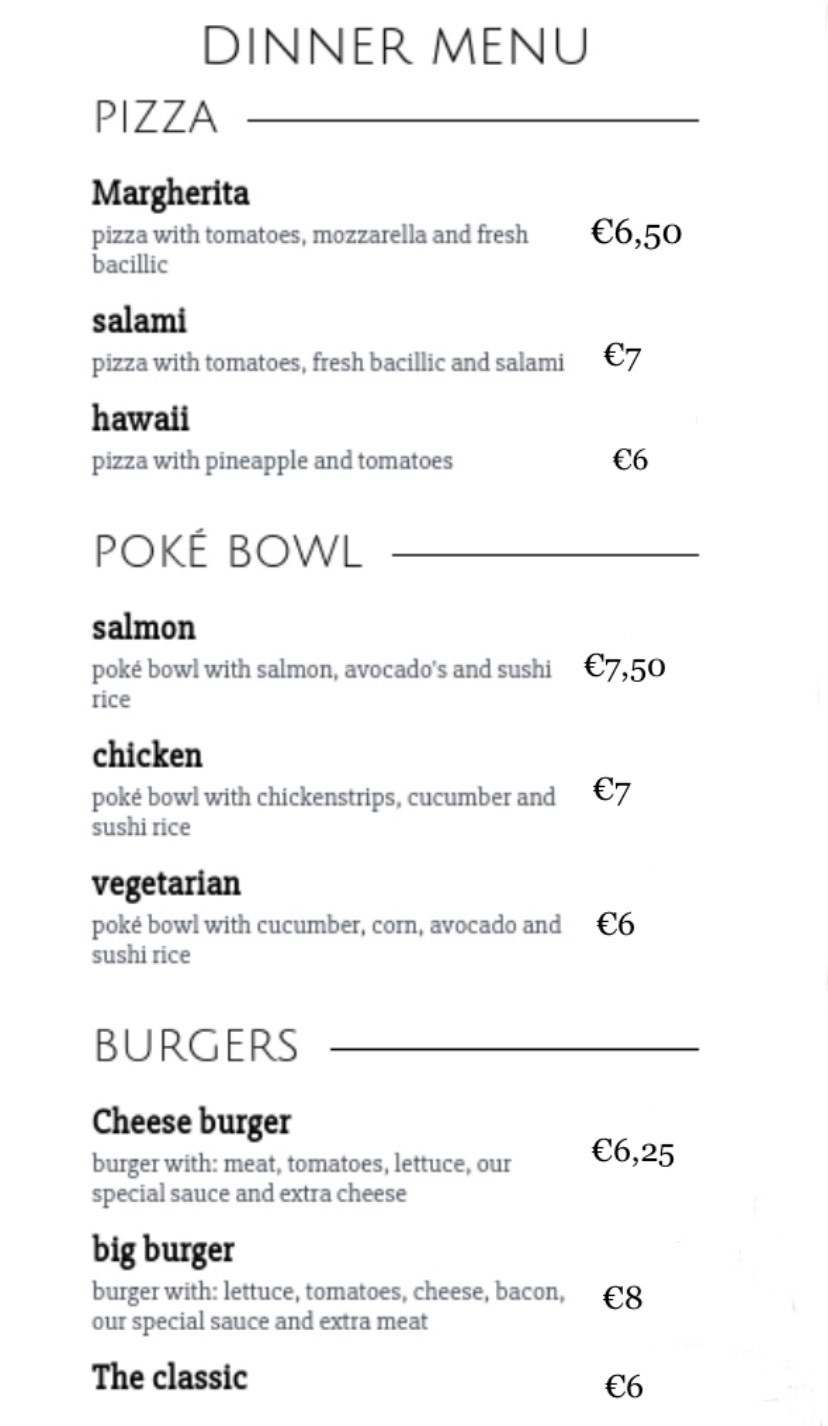 DINNER MENU
PIZZA
Margherita
pizza with tomatoes, mozzarella and fresh
bacillic
€6,50
salami
pizza with tomatoes, fresh bacillic and salami
€7
hawaii
pizza with pineapple and tomatoes
€6
POKÉ BOWL
salmon
poké bowl with salmon, avocado's and sushi
rice
€7,50
chicken
poké bowl with chickenstrips, cucumber and
sushi rice
€7
vegetarian
poké bowl with cucumber, corn, avocado and
sushi rice
€6
BURGERS
Cheese burger
burger with: meat, tomatoes, lettuce, our
special sauce and extra cheese
€6,25
big burger
burger with: lettuce, tomatoes, cheese, bacon,
our special sauce and extra meat
€8
The classic
€6